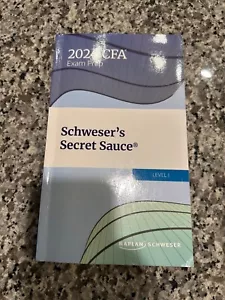 2024 CFA®
Exam Prep
Schweser's
Secret Sauce®
LEVEL I
KAPLAN SCHWESER